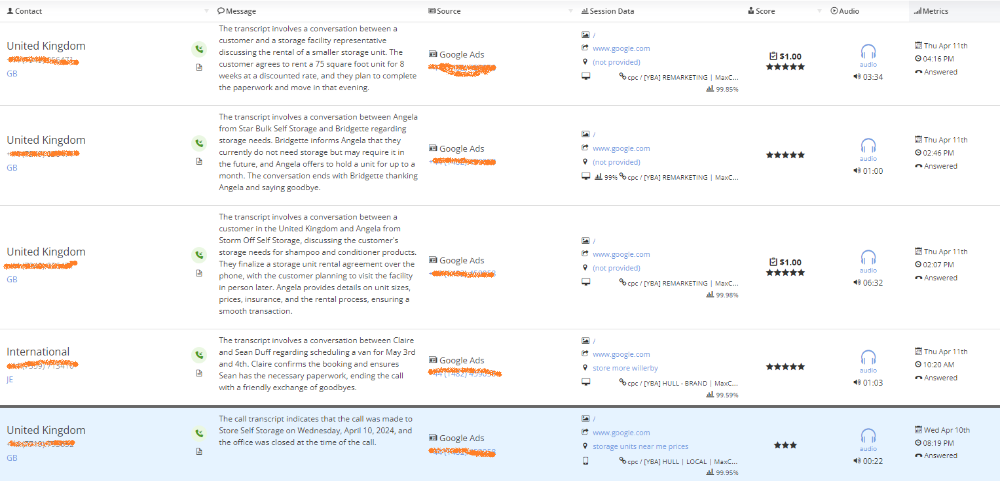 Contact Message Source Session Data Score Audio Metrics
United Kingdom
GB
The transcript involves a conversation between a
customer and a storage facility representative
discussing the rental of a smaller storage unit. The
customer agrees to rent a 75 square foot unit for 8
weeks at a discounted rate, and they plan to complete
the paperwork and move in that evening.
Google Ads
/
www.google.com
(not provided)
cpc / [YBA] REMARKETING | MaxC...
99.85%
$1.00
★★★★★
audio
03:34
Thu Apr 11th
04:16 PM
Answered
United Kingdom
GB
The transcript involves a conversation between Angela
from Star Bulk Self Storage and Bridgette regarding
storage needs. Bridgette informs Angela that they
currently do not need storage but may require it in
the future, and Angela offers to hold a unit for up to a
month. The conversation ends with Bridgette thanking
Angela and saying goodbye.
Google Ads
/
www.google.com
(not provided)
99% cpc / [YBA] REMARKETING | MaxC...
★★★★★
audio
01:00
Thu Apr 11th
02:46 PM
Answered
United Kingdom
GB
The transcript involves a conversation between a
customer in the United Kingdom and Angela from
Storm Off Self Storage, discussing the customer's
storage needs for shampoo and conditioner products.
They finalize a storage unit rental agreement over the
phone, with the customer planning to visit the facility
in person later. Angela provides details on unit sizes,
prices, insurance, and the rental process, ensuring a
smooth transaction.
Google Ads
/
www.google.com
(not provided)
cpc / [YBA] REMARKETING | MaxC...
99.98%
$1.00
★★★★★
audio
06:32
Thu Apr 11th
02:07 PM
Answered
International
JE
The transcript involves a conversation between Claire
and Sean Duff regarding scheduling a van for May 3rd
and 4th. Claire confirms the booking and ensures
Sean has the necessary paperwork, ending the call
with a friendly exchange of goodbyes.
Google Ads
/
www.google.com
store more willerby
cpc / [YBA] HULL - BRAND | MaxC...
99.59%
★★★★★
audio
01:03
Thu Apr 11th
10:20 AM
Answered
United Kingdom
GB
The call transcript indicates that the call was made to
Store Self Storage on Wednesday, April 10, 2024, and
the office was closed at the time of the call.
Google Ads
/
www.google.com
storage units near me prices
cpc / [YBA] HULL | LOCAL | MaxC...
99.95%
★★★
audio
00:22
Wed Apr 10th
08:19 PM
Answered